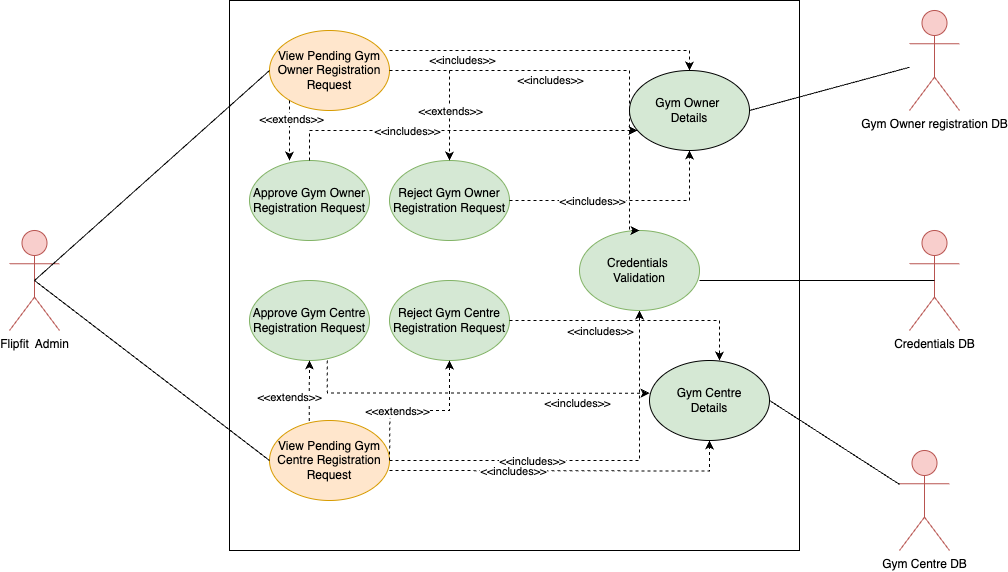 View Pending Gym
Owner Registration
Request
<<includes>>
<<includes>>
Gym Owner
Details
Gym Owner registration DB
<<extends>>
<<extends>>
<<includes>>
Approve Gym Owner
Registration Request
Reject Gym Owner
Registration Request
<<includes>>
Credentials
Validation
Flipfit Admin
Credentials DB
Approve Gym Centre
Registration Request
Reject Gym Centre
Registration Request
<<includes>>
<<extends>>
<<extends>>
<<includes>>
Gym Centre
Details
View Pending Gym
Centre Registration
Request
<<includes>>
<<includes>>
Gym Centre DB